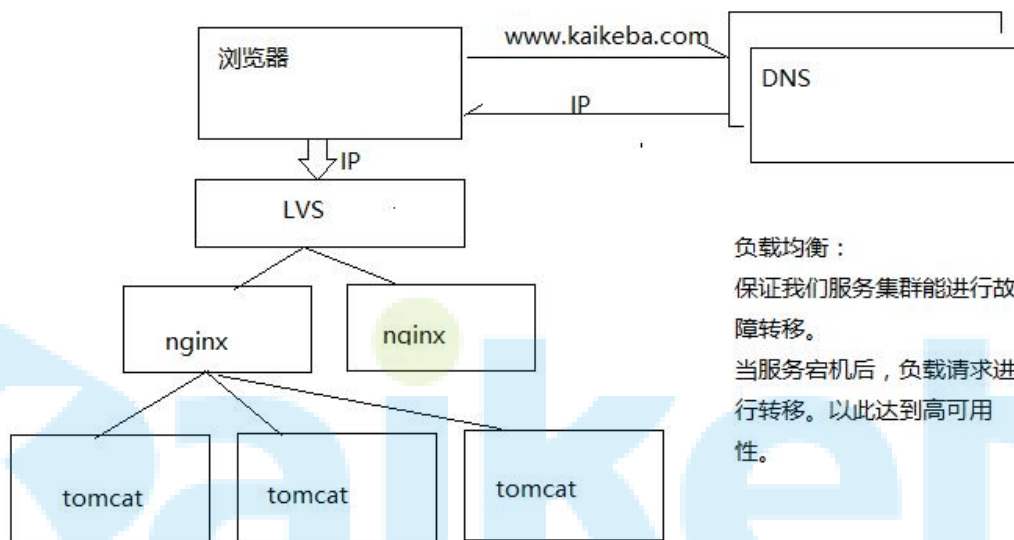 www.kaikeba.com
浏览器
DNS
IP
IP
LVS
负载均衡：
保证我们服务集群能进行故
障转移。
当服务宕机后，负载请求进
行转移。以此达到高可用
性。
nginx
nginx
tomcat
tomcat
tomcat
aiket